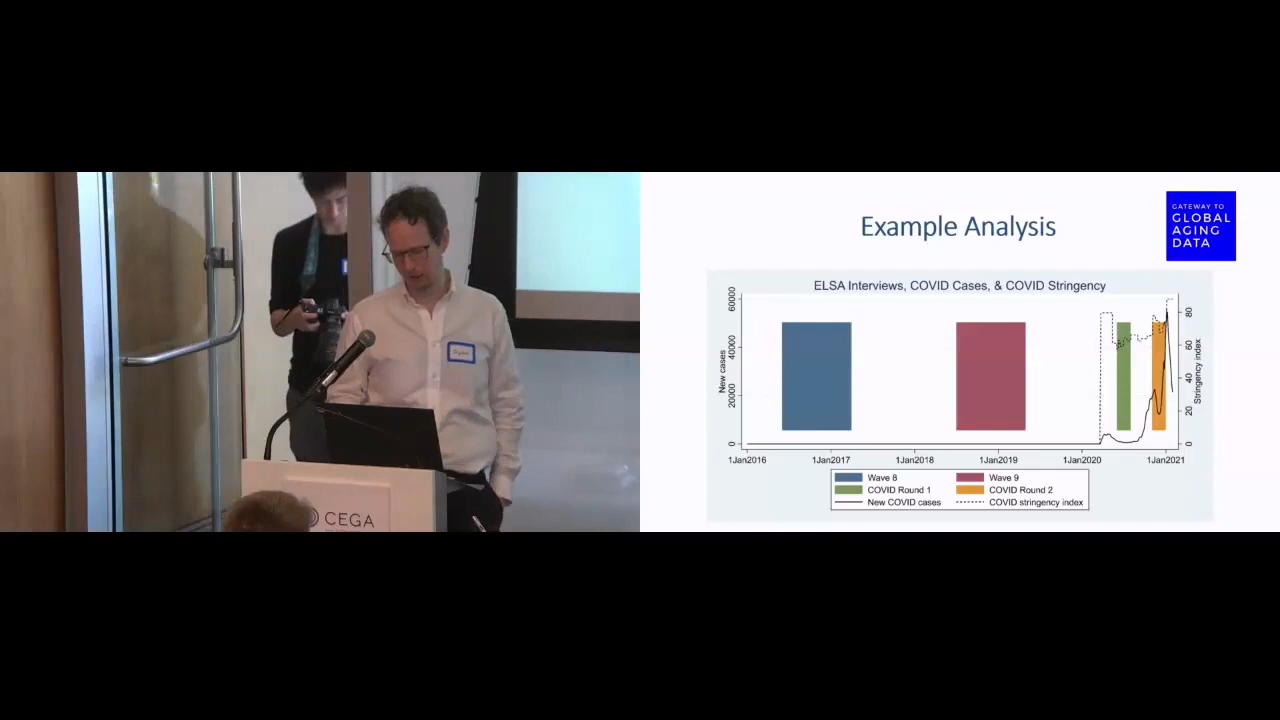 CEGA
Example Analysis
GATEWAY TO
GLOBAL
AGING
DATA
ELSA Interviews, COVID Cases, & COVID Stringency
New cases
0
20000
40000
60000
Stringency index
0
20
40
60
80
1Jan2016
1Jan2017
1Jan2018
1Jan2019
1Jan2020
1Jan2021
Wave 8
Wave 9
COVID Round 1
COVID Round 2
New COVID cases
COVID stringency index